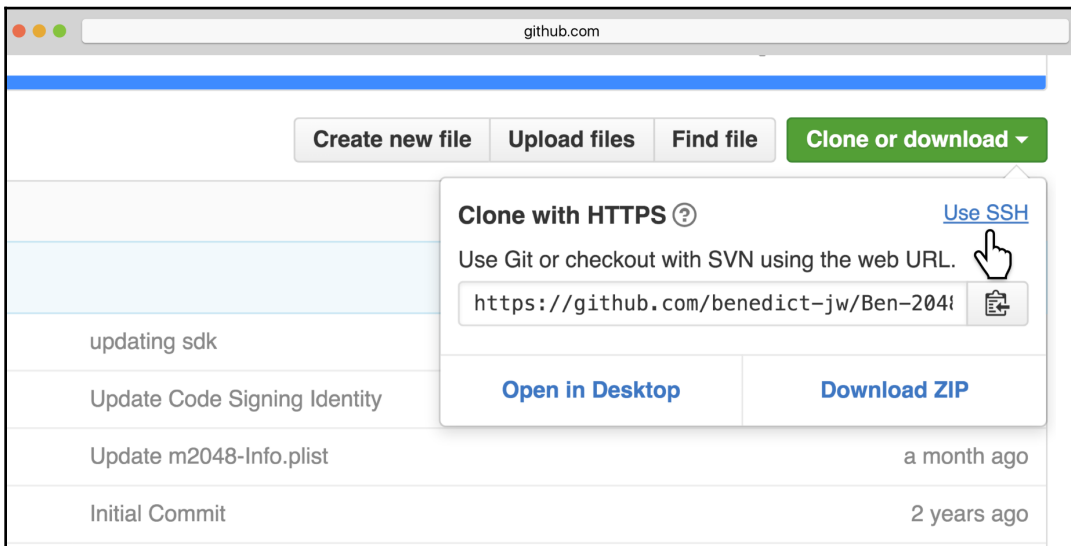 github.com
Create new file Upload files Find file Clone or download
Clone with HTTPS ? Use SSH
Use Git or checkout with SVN using the web URL.
https://github.com/benedict-jw/Ben-2048
updating sdk
Open in Desktop Download ZIP
Update Code Signing Identity
Update m2048-Info.plist a month ago
Initial Commit 2 years ago